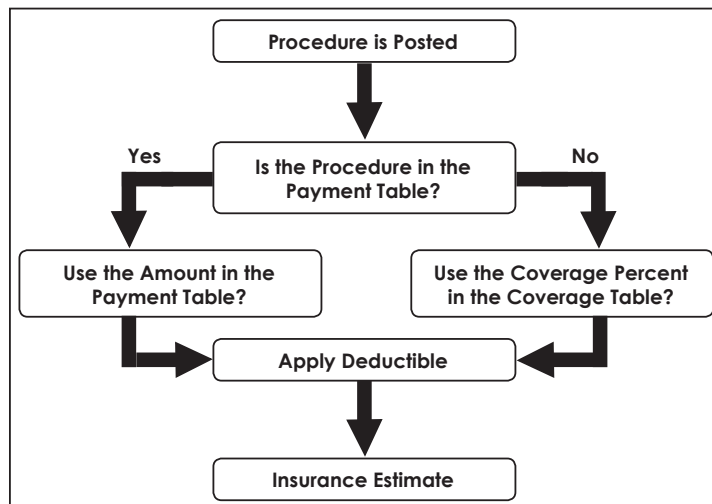 Procedure is Posted
Yes
No
Is the Procedure in the
Payment Table?
Use the Amount in the
Payment Table?
Use the Coverage Percent
in the Coverage Table?
Apply Deductible
Insurance Estimate